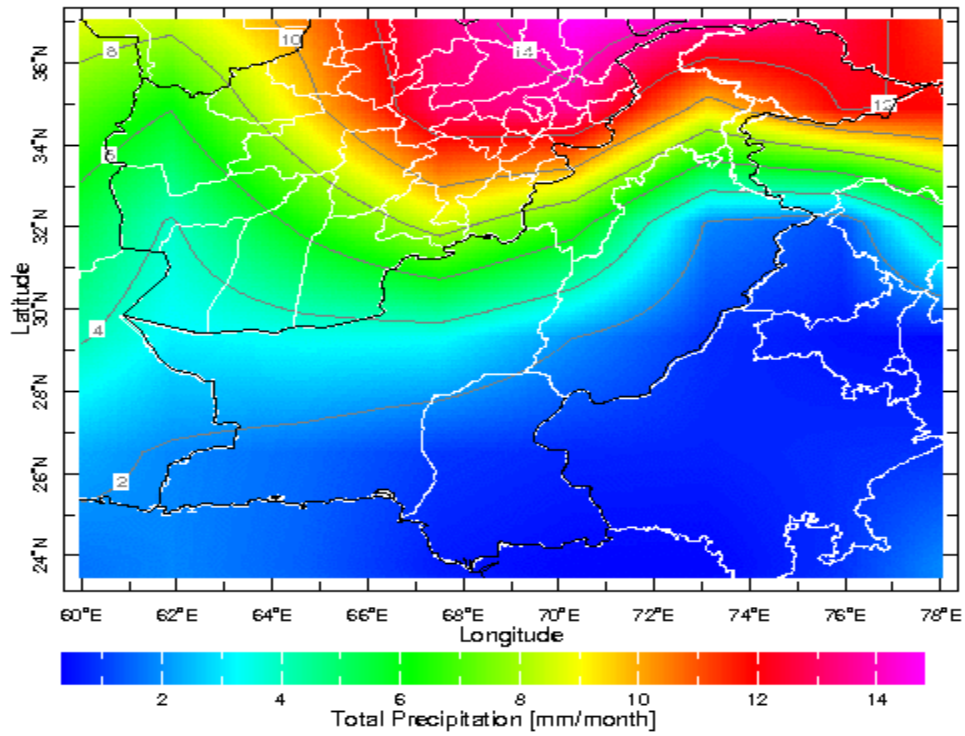 8
10
14
36°N
12
34°N
6
32°N
Latitude
30°N
4
28°N
26°N
2
24°N
60°E 62°E 64°E 66°E 68°E 70°E 72°E 74°E 76°E 78°E
Longitude
2 4 6 8 10 12 14
Total Precipitation [mm/month]